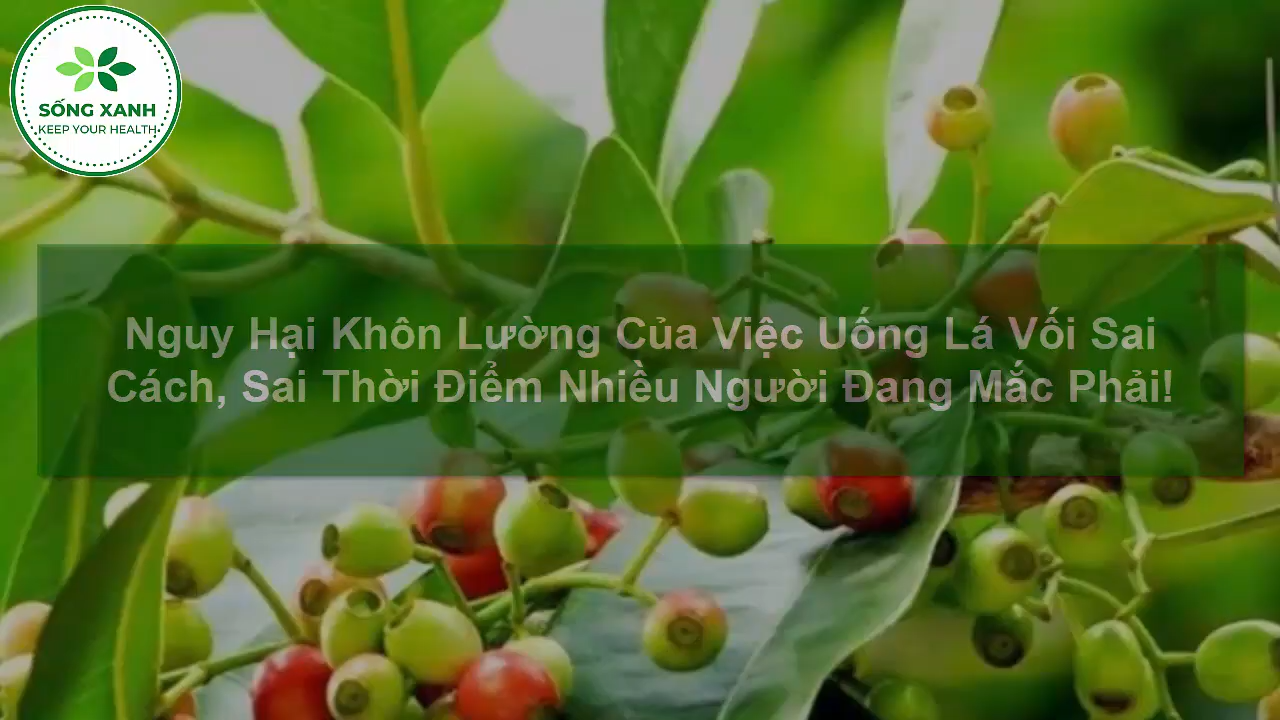 SỐNG XANH
KEEP YOUR HEALTH
Nguy Hại Khôn Lường Của Việc Uống Lá Vối Sai
Cách, Sai Thời Điểm Nhiều Người Đang Mắc Phải!